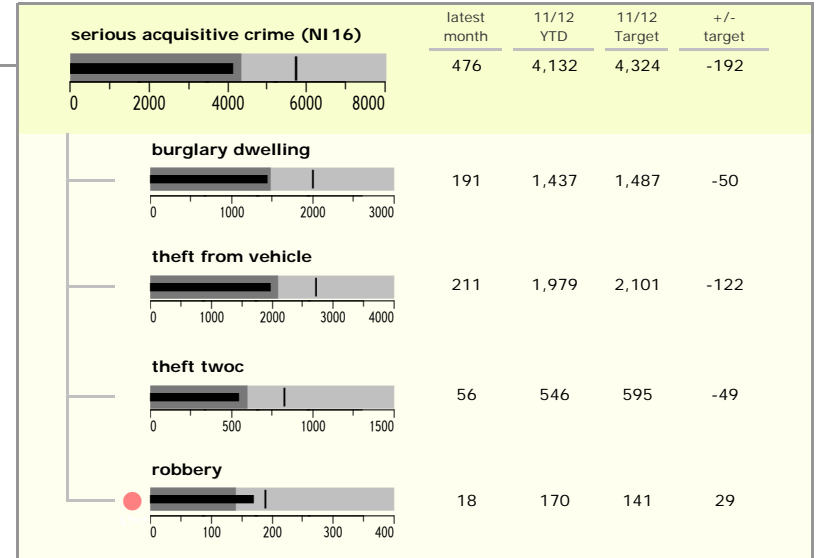 latest 11/12 11/12 +/-
month YTD Target target
serious acquisitive crime (NI16)
476 4,132 4,324 -192
0 2000 4000 6000 8000
burglary dwelling
191 1,437 1,487 -50
0 1000 2000 3000
theft from vehicle
211 1,979 2,101 -122
0 1000 2000 3000 4000
theft twoc
56 546 595 -49
0 500 1000 1500
robbery
18 170 141 29
0 100 200 300 400